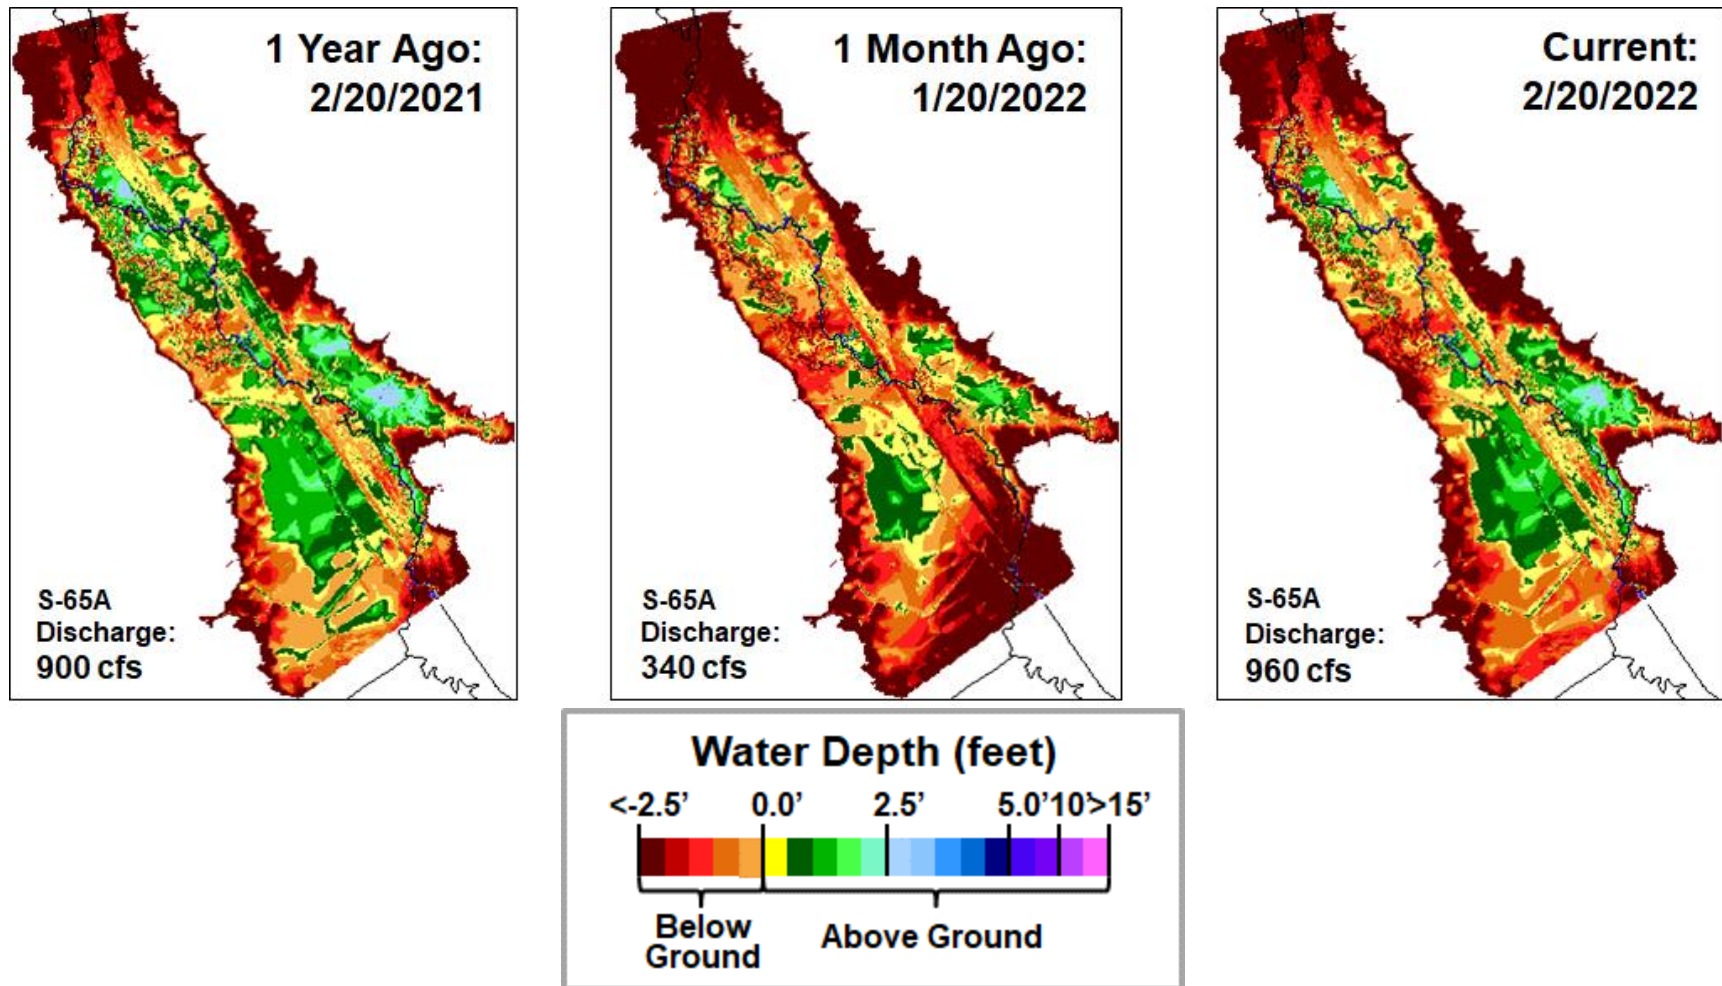 1 Year Ago:
2/20/2021
S-65A
Discharge:
900 cfs
1 Month Ago:
1/20/2022
S-65A
Discharge:
340 cfs
Current:
2/20/2022
S-65A
Discharge:
960 cfs
Water Depth (feet)
<-2.5’ 0.0’ 2.5’ 5.0’10’>15’
Below
Ground
Above Ground